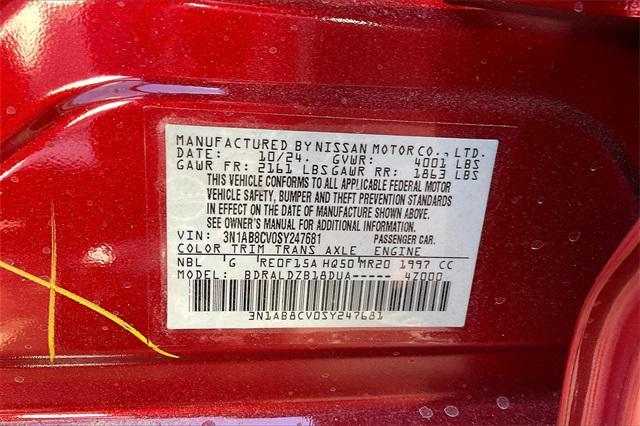 MANUFACTURED BY NISSAN MOTOR CO., LTD.
DATE: 10/24. GVWR: 4001 LBS
GAWR FR: 2161 LBS GAWR RR: 1863 LBS
THIS VEHICLE CONFORMS TO ALL APPLICABLE FEDERAL MOTOR
VEHICLE SAFETY, BUMPER AND THEFT PREVENTION STANDARDS
IN EFFECT ON THE DATE OF MANUFACTURE SHOWN ABOVE.
SEE OWNER'S MANUAL FOR ADDITIONAL INFORMATION.
VIN: 3N1AB8CV0SY247681 PASSENGER CAR.
COLOR TRIM TRANS AXLE ENGINE
NBL G RE0F15A HQ50 MR20 1997 CC
MODEL: BDRALDZB18DUA----- 47000
3N1AB8CV0SY247681